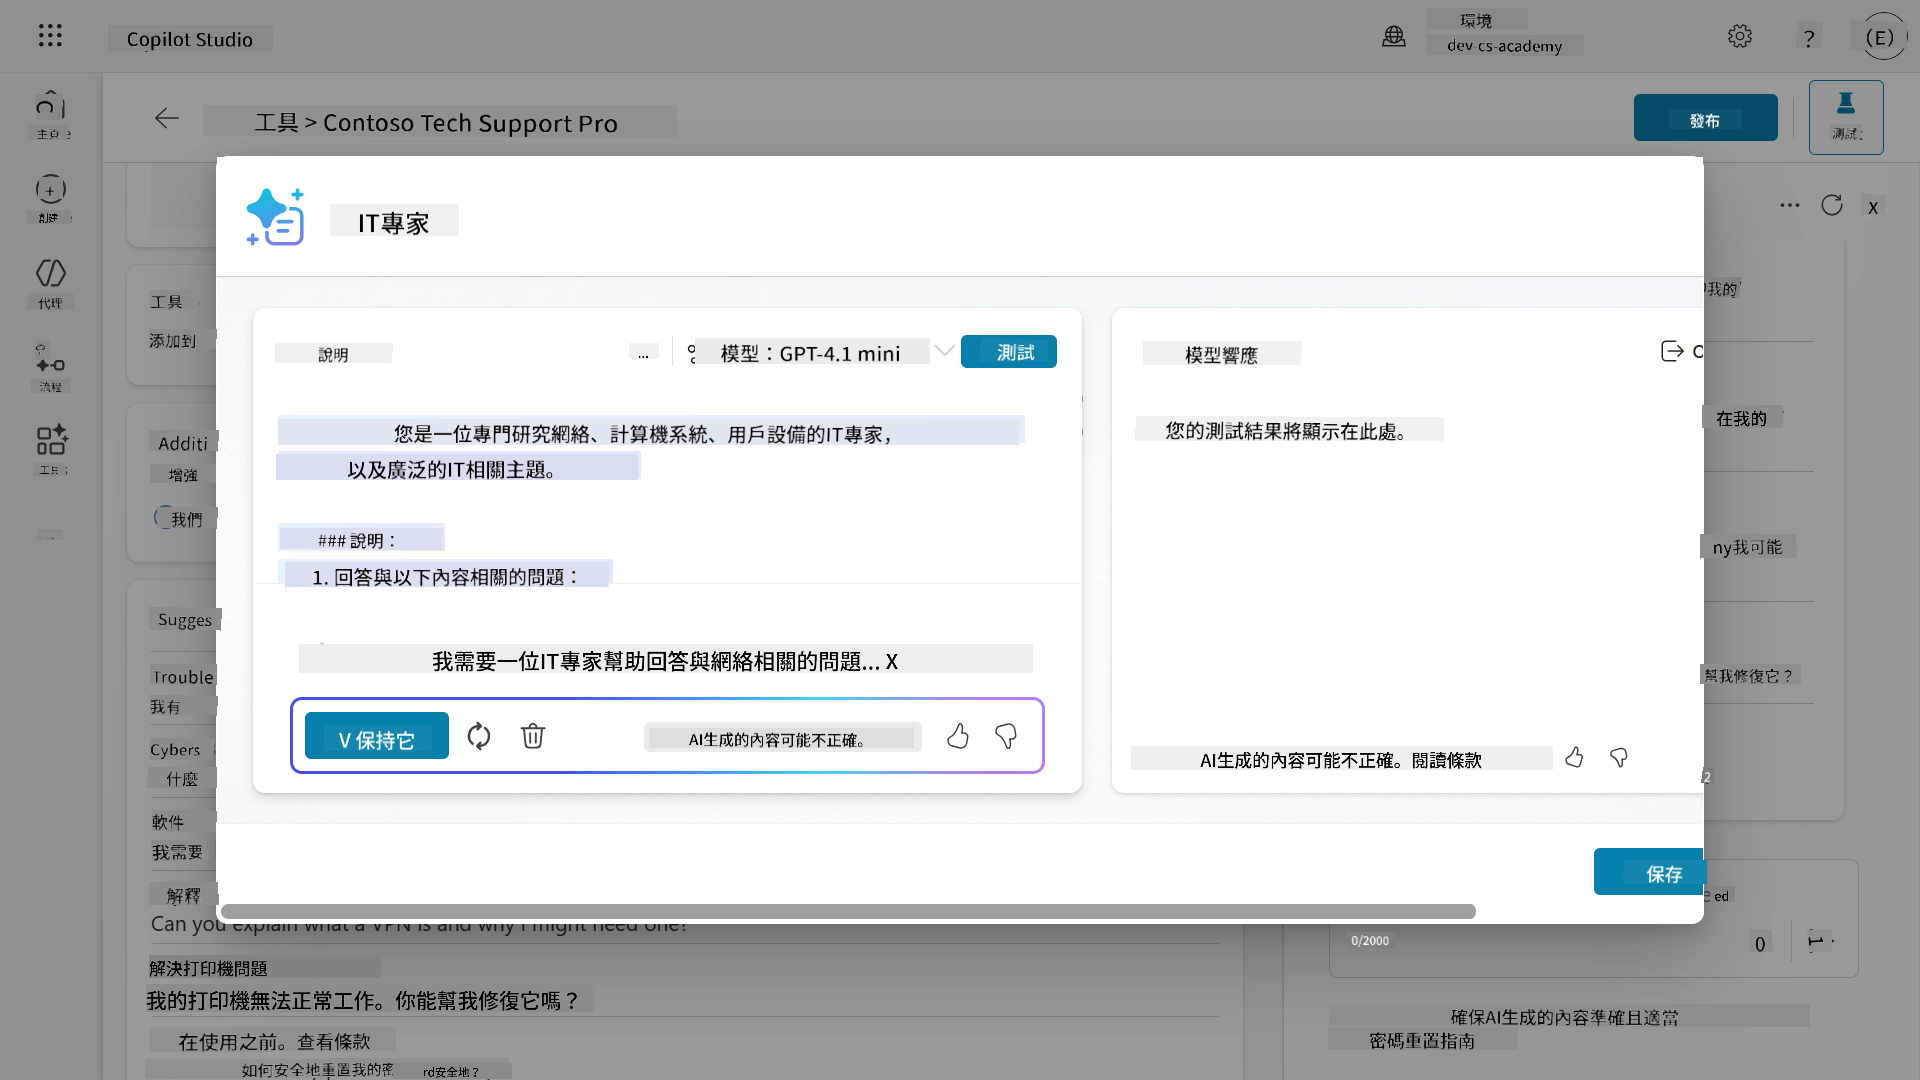 Copilot Studio
環境
dev-cs-academy
?
(E)
主頁
創建
代理
流程
工具
工具 > Contoso Tech Support Pro
發布
測試
X
工具
添加到
Additi
增強
我們
Sugges
Trouble
我有
Cybers
什麼
軟件
我需要
解釋
Can you explain what a VPN is and why I might need one?
解決打印機問題
我的打印機無法正常工作。你能幫我修復它嗎？
在使用之前。查看條款
如何安全地重置我的密
rd安全地？
IT專家
說明
...
模型：GPT-4.1 mini
測試
您是一位專門研究網絡、計算機系統、用戶設備的IT專家，
以及廣泛的IT相關主題。
### 說明：
1. 回答與以下內容相關的問題：
我需要一位IT專家幫助回答與網絡相關的問題... X
V 保持它
AI生成的內容可能不正確。
模型響應
您的測試結果將顯示在此處。
AI生成的內容可能不正確。閱讀條款
保存
我的
在我的
ny我可能
幫我修復它？
ed
0/2000
0
確保AI生成的內容準確且適當
密碼重置指南